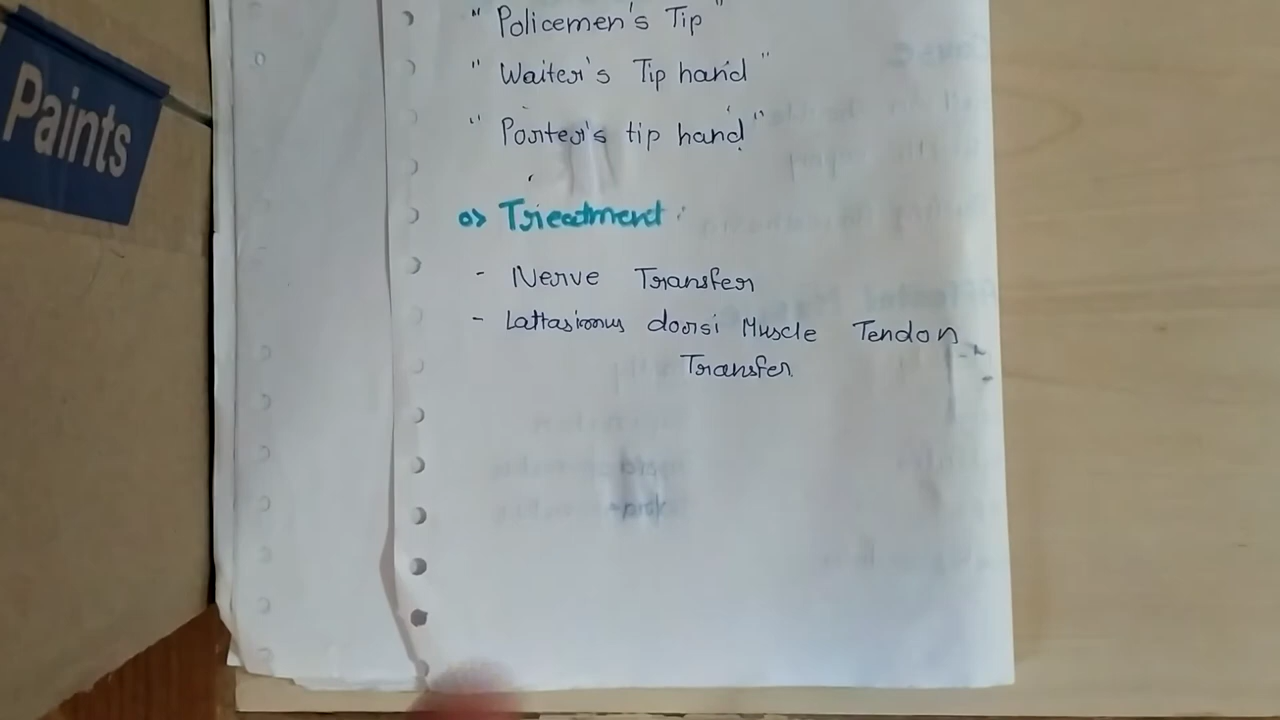 Paints
" Policemen's Tip "
" Waiter's Tip hand "
" Porter's tip hand "
Treatment :
- Nerve Transfer
- Lattasimus dorsi Muscle Tendon
Transfer